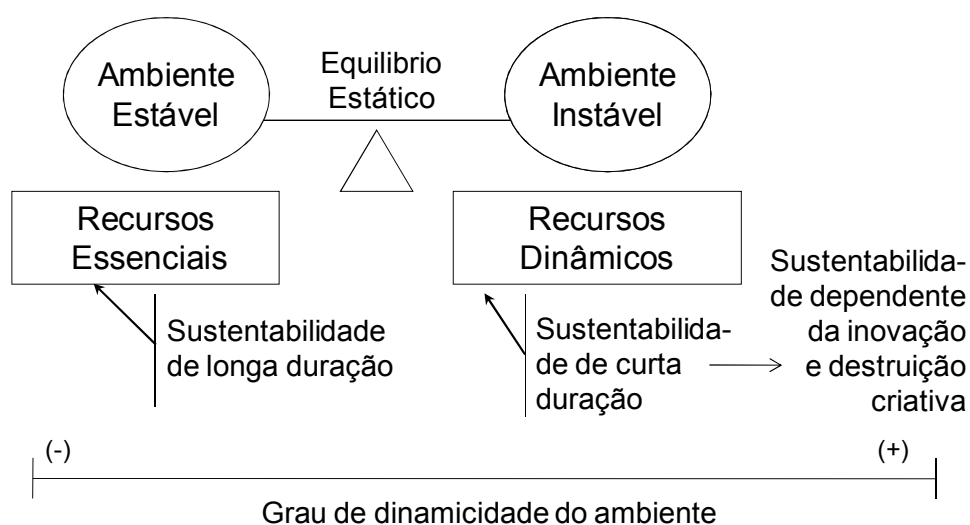 Ambiente
Estável
Equilibrio
Estático
Ambiente
Instável
Recursos
Essenciais
Recursos
Dinâmicos
Sustentabilidade
de longa duração
Sustentabilida-
de de curta
duração
Sustentabilida-
de dependente
da inovação
e destruição
criativa
(-)
(+)
Grau de dinamicidade do ambiente